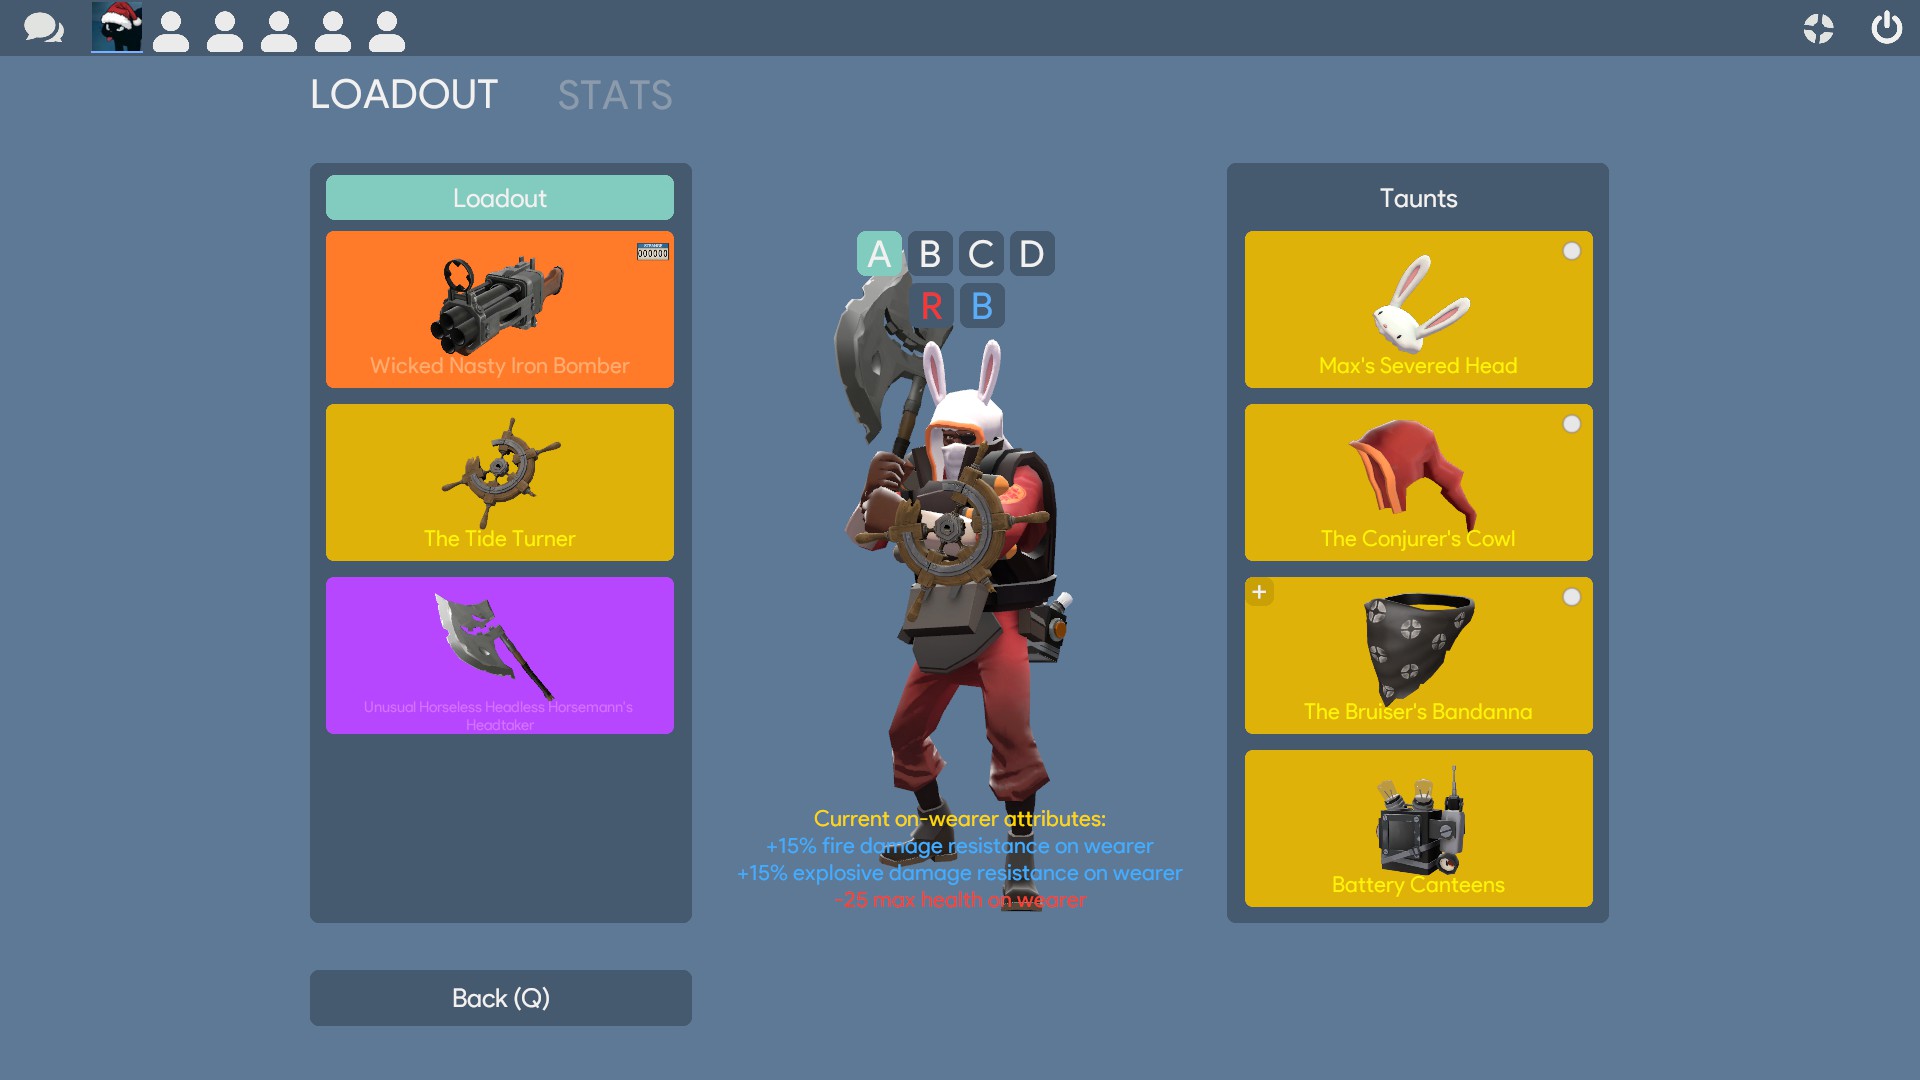 LOADOUT STATS
Loadout
STRANGE
000000
Wicked Nasty Iron Bomber
The Tide Turner
Unusual Horseless Headless Horsemann's
Headtaker
A B C D
R B
Current on-wearer attributes:
+15% fire damage resistance on wearer
+15% explosive damage resistance on wearer
-25 max health on wearer
Taunts
Max's Severed Head
The Conjurer's Cowl
+
The Bruiser's Bandanna
Battery Canteens
Back (Q)